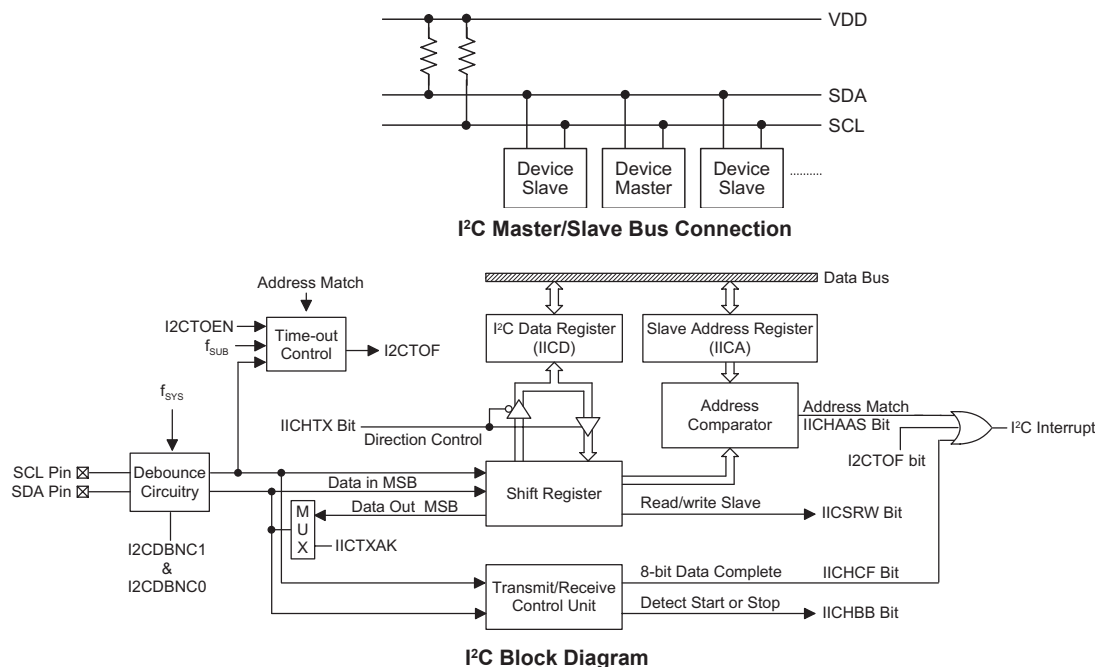 VDD
SDA
SCL
Device
Slave
Device
Master
Device
Slave
..........
I²C Master/Slave Bus Connection
Data Bus
Address Match
I2CTOEN
fSUB
Time-out
Control
I2CTOF
I²C Data Register
(IICD)
Slave Address Register
(IICA)
fSYS
IICHTX Bit
Direction Control
Address
Comparator
Address Match
IICHAAS Bit
I2CTOF bit
I²C Interrupt
SCL Pin
SDA Pin
Debounce
Circuitry
Data in MSB
Shift Register
Read/write Slave
IICSRW Bit
Data Out MSB
M
U
X
IICTXAK
I2CDBNC1
&
I2CDBNC0
Transmit/Receive
Control Unit
8-bit Data Complete
IICHCF Bit
Detect Start or Stop
IICHBB Bit
I²C Block Diagram